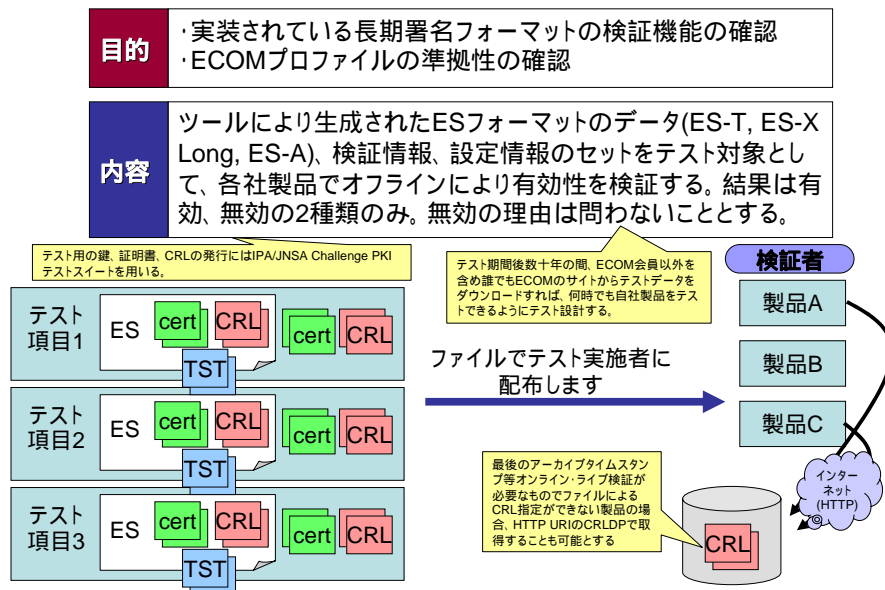 目的
・実装されている長期署名フォーマットの検証機能の確認
・ECOMプロファイルの準拠性の確認
内容
ツールにより生成されたESフォーマットのデータ(ES-T, ES-X
Long, ES-A)、検証情報、設定情報のセットをテスト対象とし
て、各社製品でオフラインにより有効性を検証する。結果は有
効、無効の2種類のみ。無効の理由は問わないこととする。
テスト用の鍵、証明書、CRLの発行にはIPA/JNSA Challenge PKI
テストスイートを用いる。
テスト期間後数十年の間、ECOM会員以外を
含め誰でもECOMのサイトからテストデータを
ダウンロードすれば、何時でも自社製品をテス
トできるようにテスト設計する。
検証者
テスト
項目1
ES
cert
CRL
TST
cert
CRL
テスト
項目2
ES
cert
CRL
TST
cert
CRL
テスト
項目3
ES
cert
CRL
TST
cert
CRL
ファイルでテスト実施者に
配布します
製品A
製品B
製品C
最後のアーカイブタイムスタン
プ等オンライン・ライブ検証が
必要なものでファイルによる
CRL指定ができない製品の場
合、HTTP URIのCRLDPで取
得することも可能とする
インター
ネット
(HTTP)
CRL